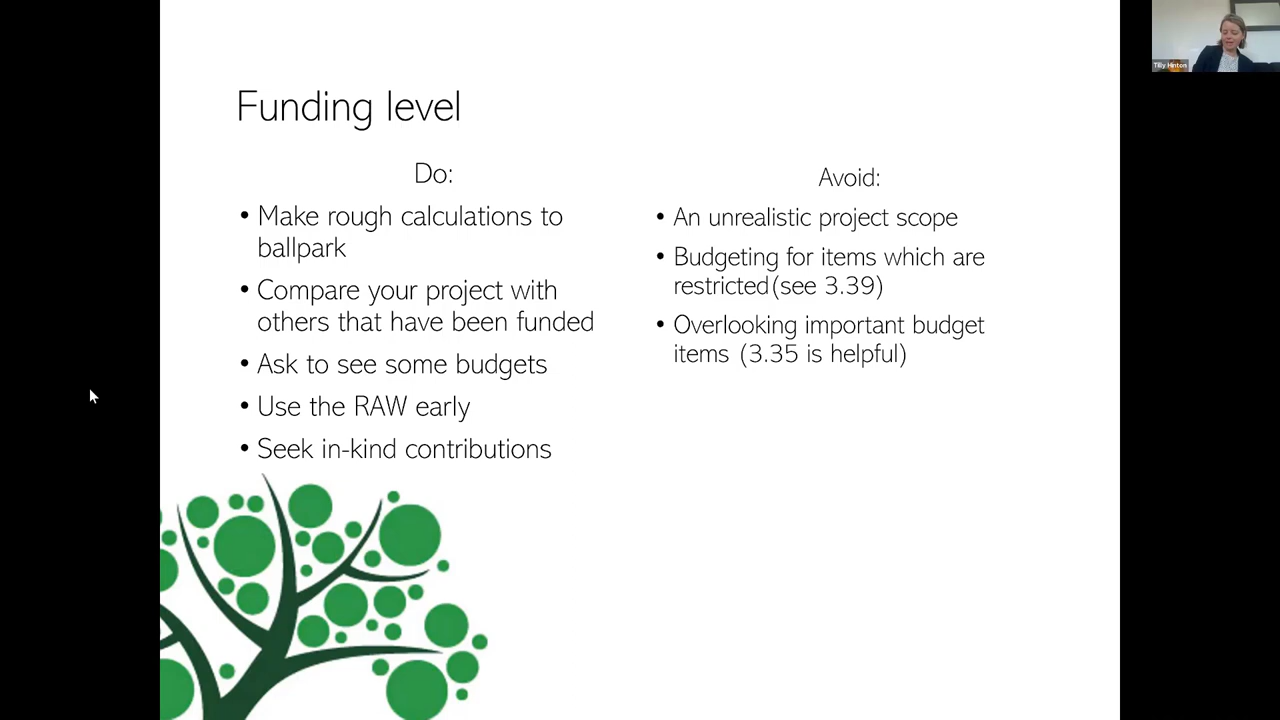 Funding level
Do:
• Make rough calculations to
ballpark
• Compare your project with
others that have been funded
• Ask to see some budgets
• Use the RAW early
• Seek in-kind contributions
Avoid:
• An unrealistic project scope
• Budgeting for items which are
restricted(see 3.39)
• Overlooking important budget
items (3.35 is helpful)
Tilly Hinton